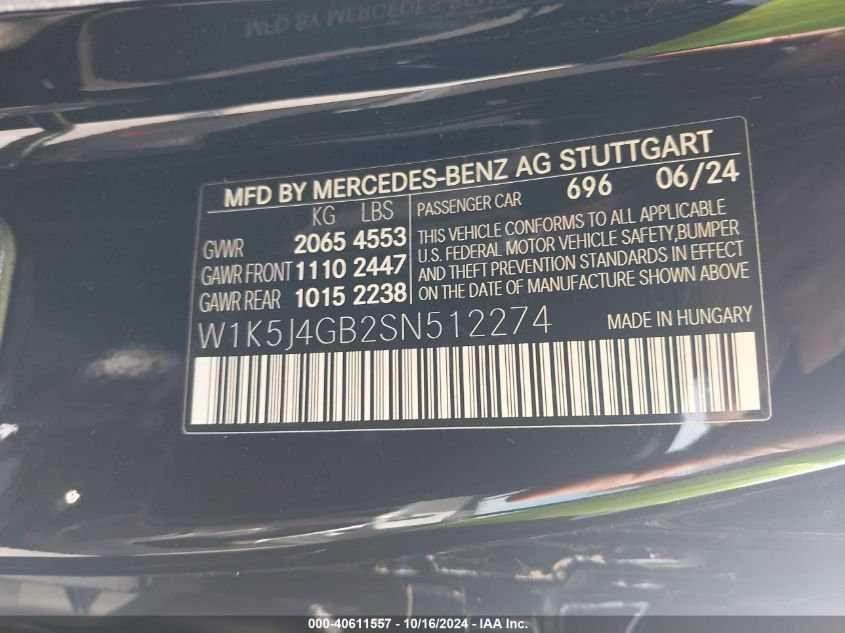 MFD BY MERCEDES-BENZ AG STUTTGART
KG LBS
GVWR 2065 4553
GAWR FRONT 1110 2447
GAWR REAR 1015 2238
PASSENGER CAR 696 06/24
THIS VEHICLE CONFORMS TO ALL APPLICABLE
U.S. FEDERAL MOTOR VEHICLE SAFETY,BUMPER
AND THEFT PREVENTION STANDARDS IN EFFECT
ON THE DATE OF MANUFACTURE SHOWN ABOVE
W1K5J4GB2SN512274 MADE IN HUNGARY
000-40611557 - 10/16/2024 - IAA Inc.